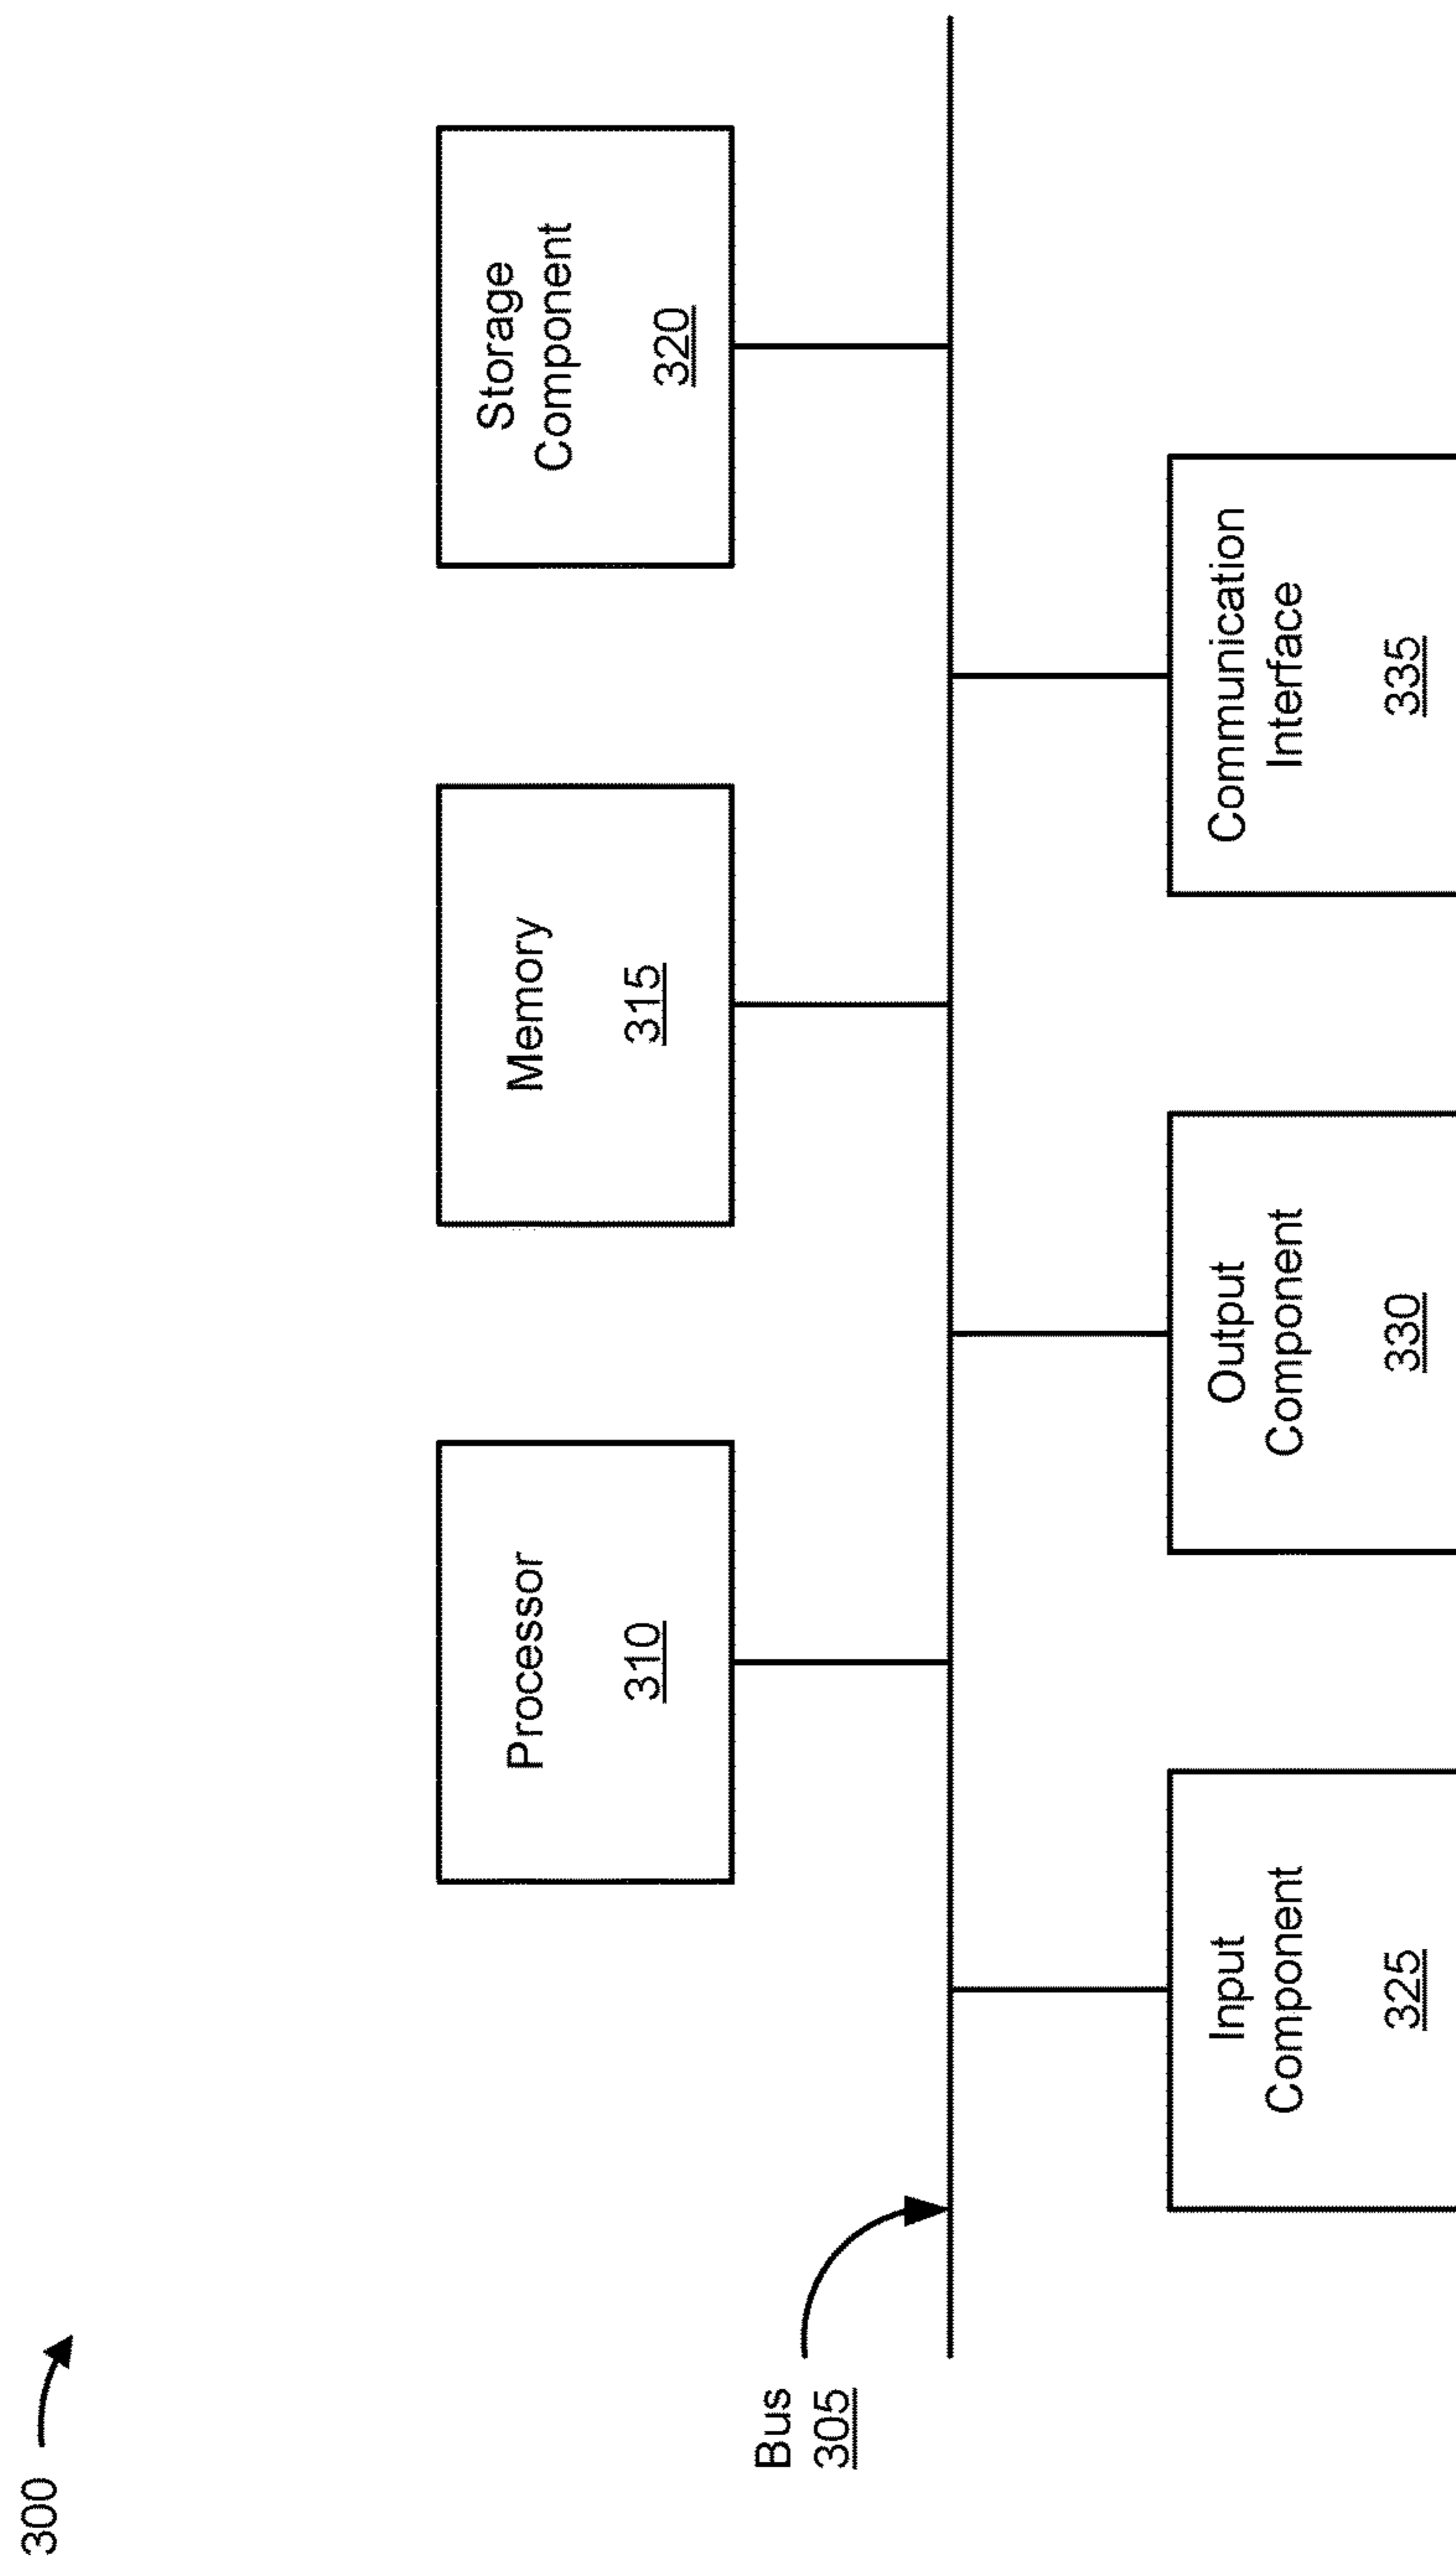 300
Processor
310
Memory
315
Storage
Component
320
Bus
305
Input
Component
325
Output
Component
330
Communication
Interface
335